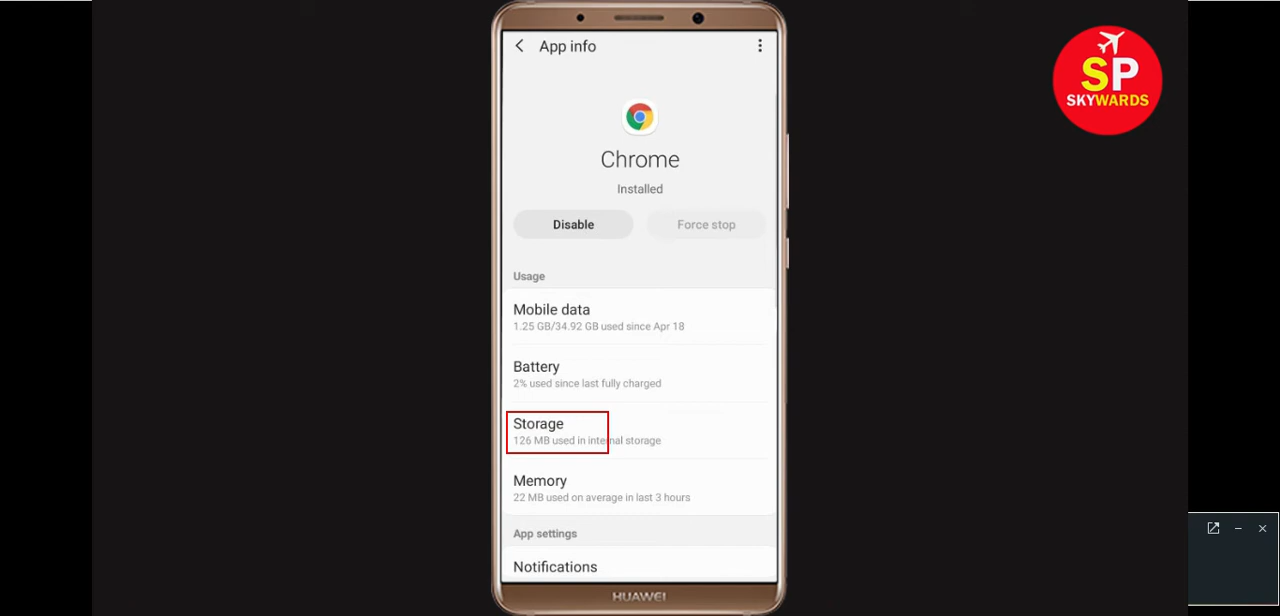 App info
SP
SKYWARDS
Chrome
Installed
Disable
Force stop
Usage
Mobile data
1.25 GB/34.92 GB used since Apr 18
Battery
2% used since last fully charged
Storage
126 MB used in internal storage
Memory
22 MB used on average in last 3 hours
App settings
Notifications
HUAWEI